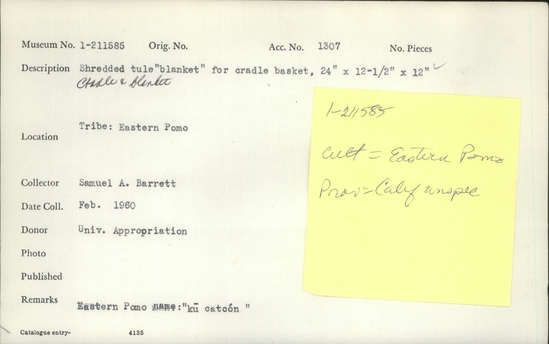 Museum No. 1-211585 Orig. No. Acc. No. 1307 No. Pieces
Description Shredded tule"blanket" for cradle basket, 24" x 12-1/2" x 12" ✓
Cradle & blanket
Tribe: Eastern Pomo
Location
Collector Samuel A. Barrett
Date Coll. Feb. 1960
Donor Univ. Appropriation
Photo
Published
Remarks Eastern Pomo name:"kū catcón "
Catalogue entry- 4135
1-211585
Cult = Eastern Pomo
Prov = Calif unspec